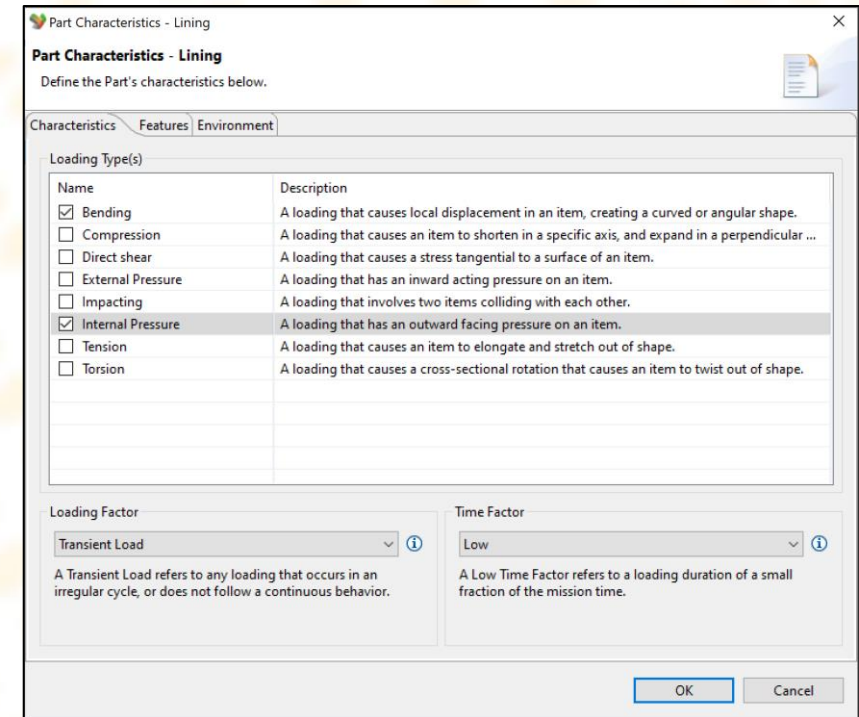 Part Characteristics - Lining
Part Characteristics - Lining
Define the Part's characteristics below.
Characteristics Features Environment
Loading Type(s)
Name Description
Bending A loading that causes local displacement in an item, creating a curved or angular shape.
Compression A loading that causes an item to shorten in a specific axis, and expand in a perpendicular ...
Direct shear A loading that causes a stress tangential to a surface of an item.
External Pressure A loading that has an inward acting pressure on an item.
Impacting A loading that involves two items colliding with each other.
Internal Pressure A loading that has an outward facing pressure on an item.
Tension A loading that causes an item to elongate and stretch out of shape.
Torsion A loading that causes a cross-sectional rotation that causes an item to twist out of shape.
Loading Factor
Transient Load
A Transient Load refers to any loading that occurs in an
irregular cycle, or does not follow a continuous behavior.
Time Factor
Low
A Low Time Factor refers to a loading duration of a small
fraction of the mission time.
OK Cancel